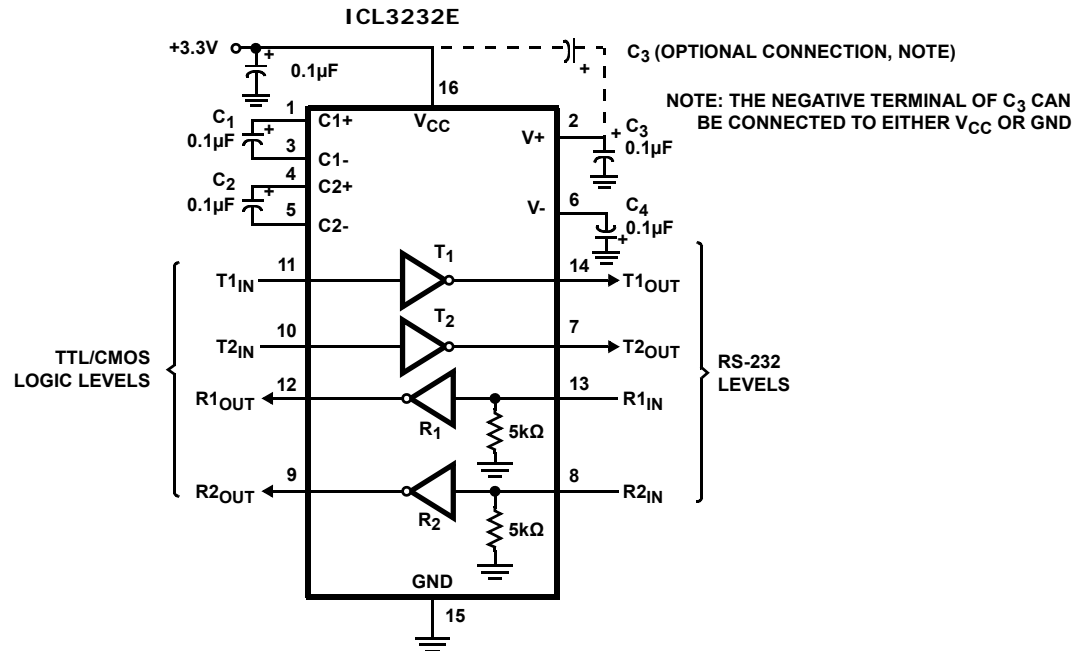 ICL3232E
+3.3V
+
0.1µF
16
+
C3 (OPTIONAL CONNECTION, NOTE)
NOTE: THE NEGATIVE TERMINAL OF C3 CAN
BE CONNECTED TO EITHER VCC OR GND
C1
0.1µF
+
1
C1+
3
C1-
VCC
2
V+
+
C3
0.1µF
C2
0.1µF
+
4
C2+
5
C2-
6
V-
C4
0.1µF
+
T1IN
11
T1
14
T1OUT
T2IN
10
T2
7
T2OUT
TTL/CMOS
LOGIC LEVELS
RS-232
LEVELS
R1OUT
12
R1
13
R1IN
5kΩ
R2OUT
9
R2
8
R2IN
5kΩ
GND
15